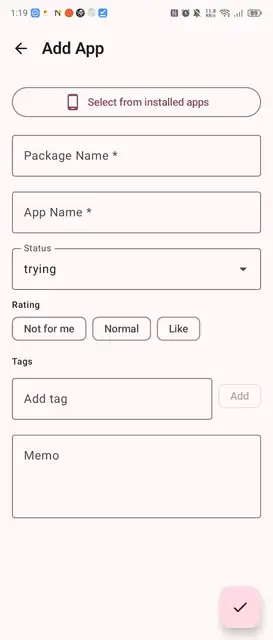 1:19
Add App
Select from installed apps
Package Name *
App Name *
Status
trying
Rating
Not for me
Normal
Like
Tags
Add tag
Add
Memo